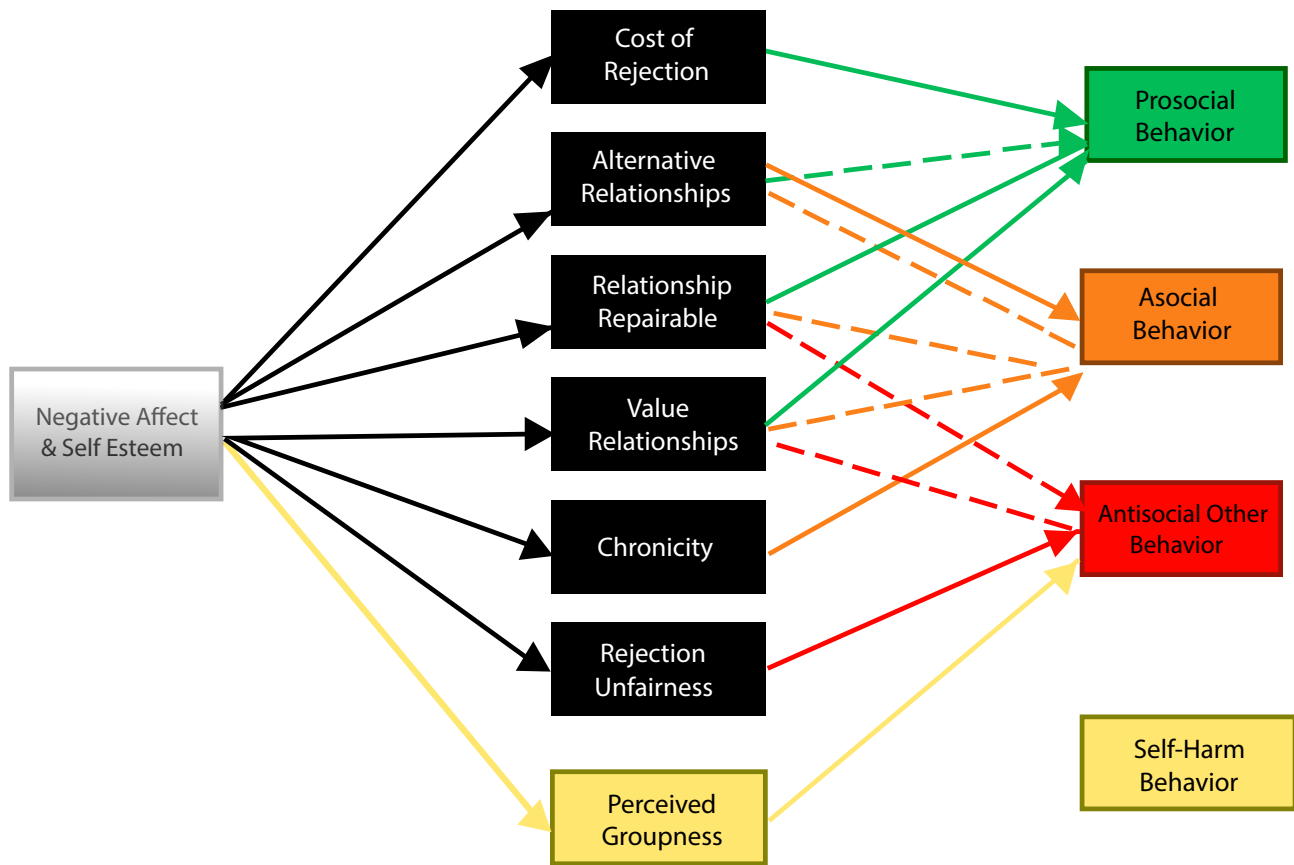 Negative Affect
& Self Esteem
Cost of
Rejection
Alternative
Relationships
Relationship
Repairable
Value
Relationships
Chronicity
Rejection
Unfairness
Perceived
Groupness
Prosocial
Behavior
Asocial
Behavior
Antisocial Other
Behavior
Self-Harm
Behavior